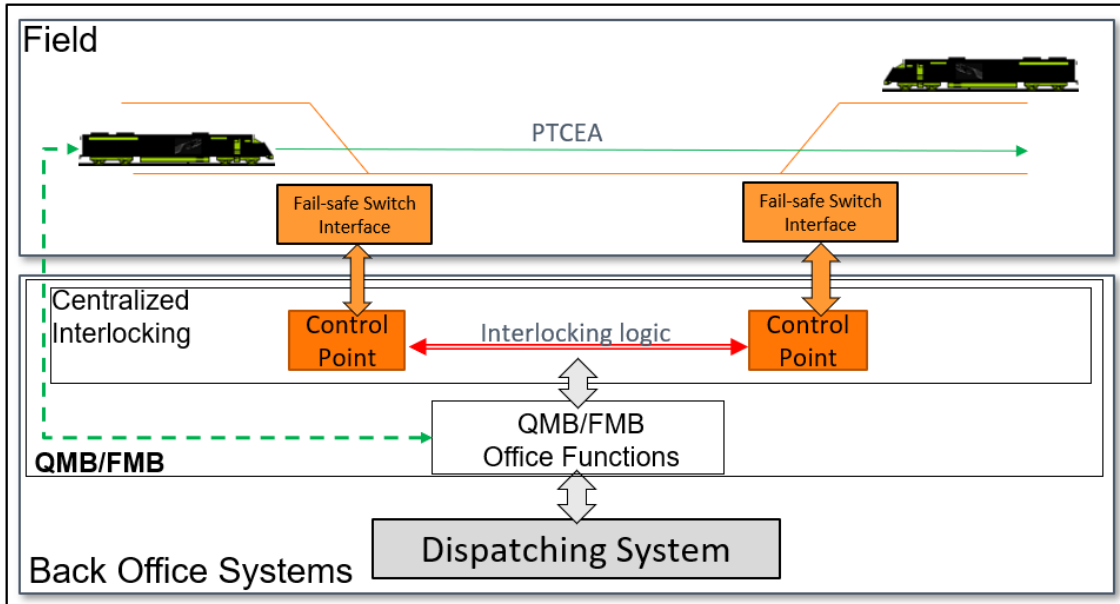 Field
PTCEA
Fail-safe Switch
Interface
Fail-safe Switch
Interface
Centralized
Interlocking
Control
Point
Interlocking logic
Control
Point
QMB/FMB
Office Functions
QMB/FMB
Dispatching System
Back Office Systems